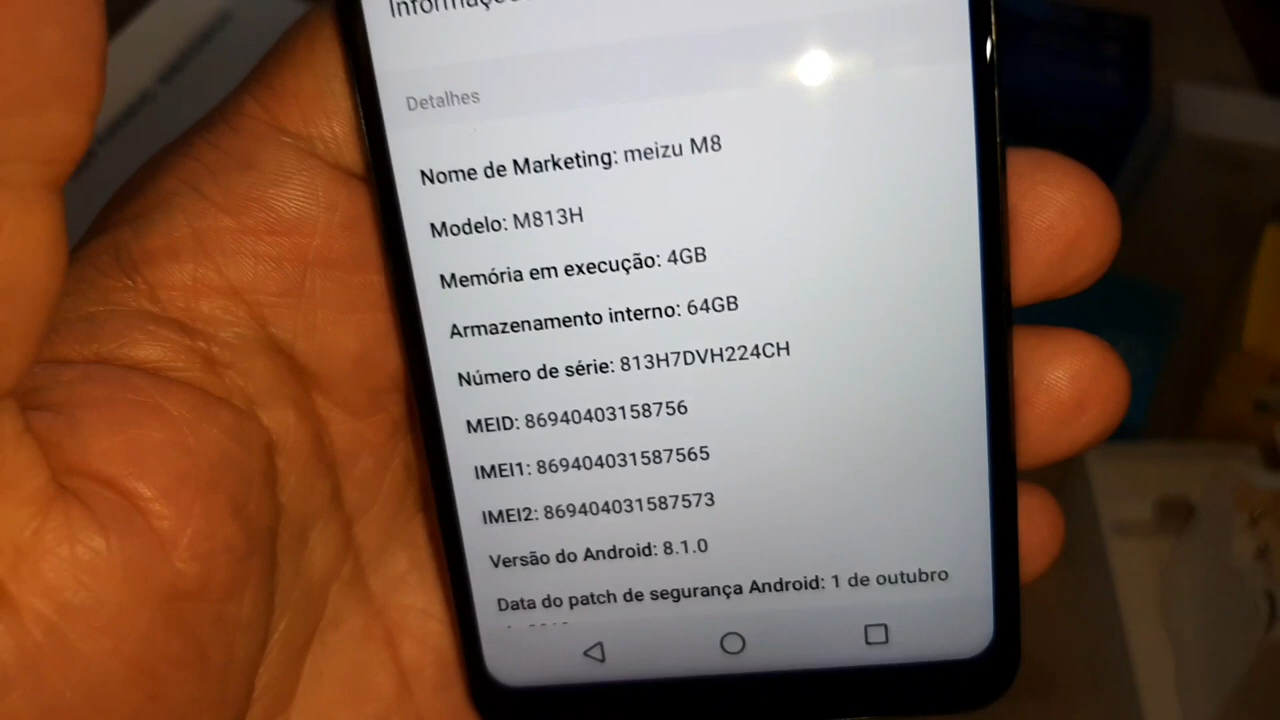 Detalhes
Nome de Marketing: meizu M8
Modelo: M813H
Memória em execução: 4GB
Armazenamento interno: 64GB
Número de série: 813H7DVH224CH
MEID: 86940403158756
IMEI1: 869404031587565
IMEI2: 869404031587573
Versão do Android: 8.1.0
Data do patch de segurança Android: 1 de outubro